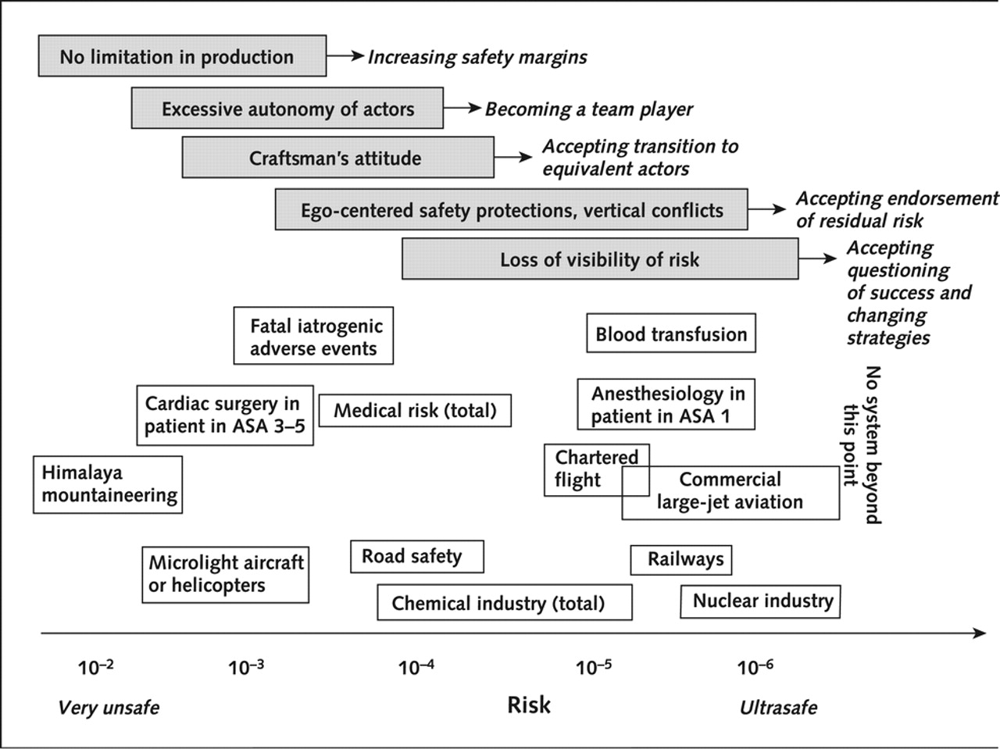 No limitation in production
Increasing safety margins
Excessive autonomy of actors
Becoming a team player
Craftsman's attitude
Accepting transition to
equivalent actors
Ego-centered safety protections, vertical conflicts
Accepting endorsement
of residual risk
Loss of visibility of risk
Accepting
questioning
of success and
changing
strategies
Fatal iatrogenic
adverse events
Blood transfusion
Cardiac surgery in
patient in ASA 3–5
Medical risk (total)
Anesthesiology in
patient in ASA 1
No system beyond
this point
Himalaya
mountaineering
Chartered
flight
Commercial
large-jet aviation
Microlight aircraft
or helicopters
Road safety
Railways
Chemical industry (total)
Nuclear industry
10–2 10–3 10–4 10–5 10–6
Very unsafe Risk Ultrasafe